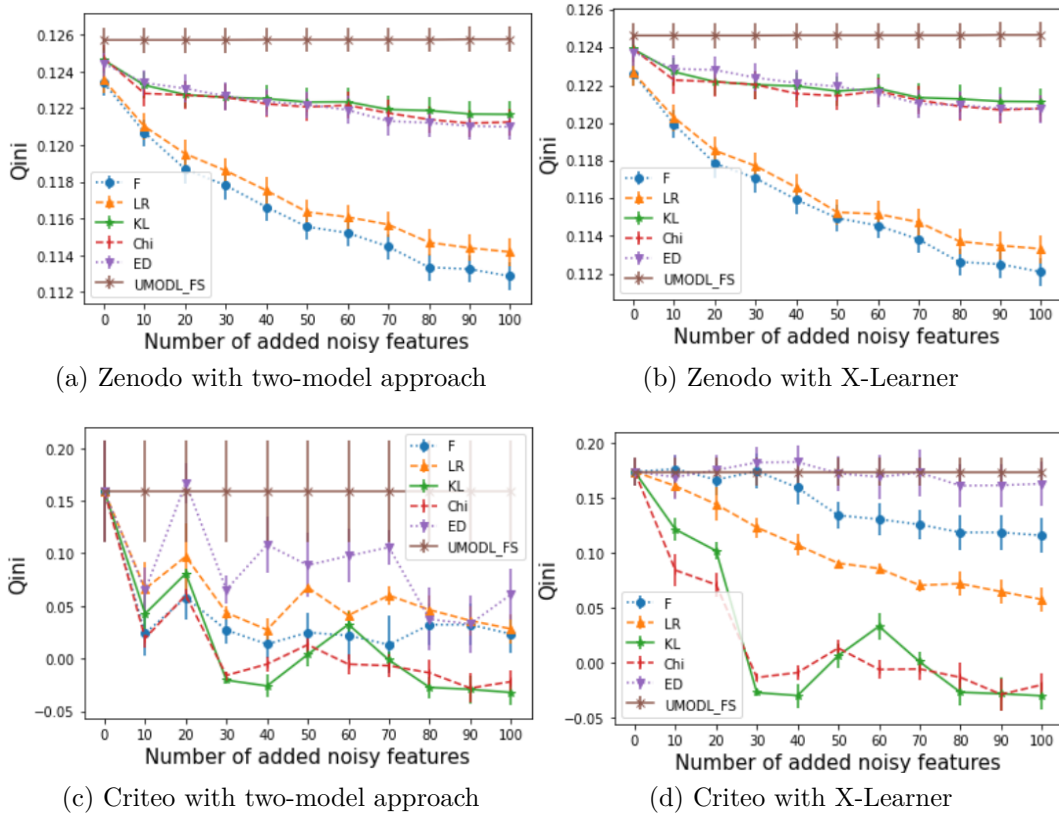 0.126
0.124
0.122
0.120
0.118
0.116
0.114
0.112
Qini
F
LR
KL
Chi
ED
UMODL_FS
0 10 20 30 40 50 60 70 80 90 100
Number of added noisy features
(a) Zenodo with two-model approach
0.126
0.124
0.122
0.120
0.118
0.116
0.114
0.112
Qini
F
LR
KL
Chi
ED
UMODL_FS
0 10 20 30 40 50 60 70 80 90 100
Number of added noisy features
(b) Zenodo with X-Learner
0.20
0.15
0.10
0.05
0.00
−0.05
Qini
F
LR
KL
Chi
ED
UMODL_FS
0 10 20 30 40 50 60 70 80 90 100
Number of added noisy features
(c) Criteo with two-model approach
0.20
0.15
0.10
0.05
0.00
−0.05
Qini
F
LR
KL
Chi
ED
UMODL_FS
0 10 20 30 40 50 60 70 80 90 100
Number of added noisy features
(d) Criteo with X-Learner